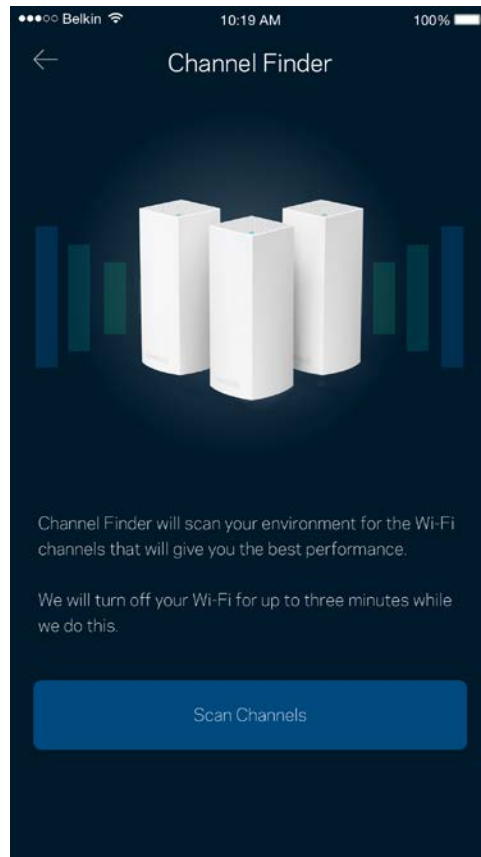 Belkin 10:19 AM 100%
Channel Finder
Channel Finder will scan your environment for the Wi-Fi
channels that will give you the best performance.
We will turn off your Wi-Fi for up to three minutes while
we do this.
Scan Channels